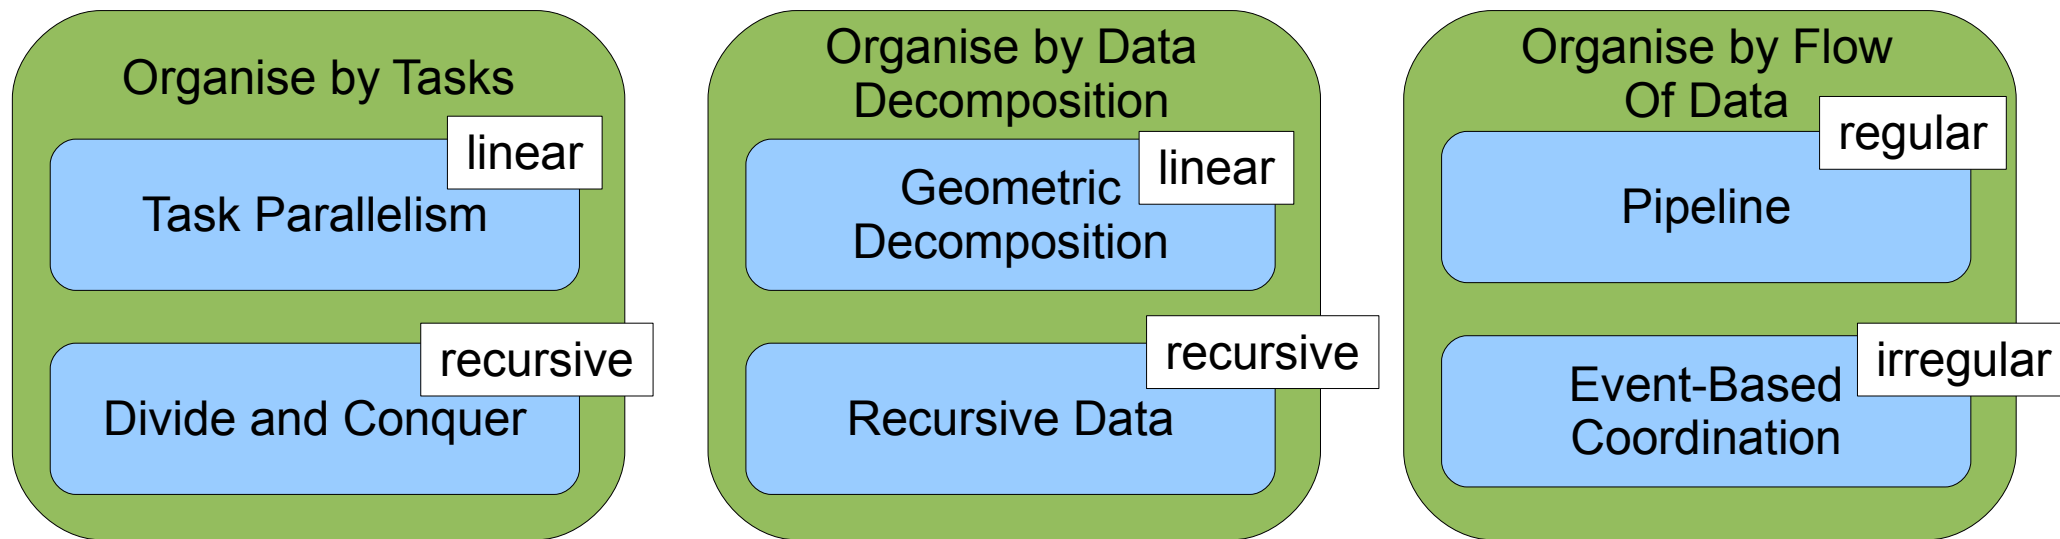 Organise by Tasks
linear
Task Parallelism
recursive
Divide and Conquer
Organise by Data
Decomposition
linear
Geometric
Decomposition
recursive
Recursive Data
Organise by Flow
Of Data
regular
Pipeline
irregular
Event-Based
Coordination